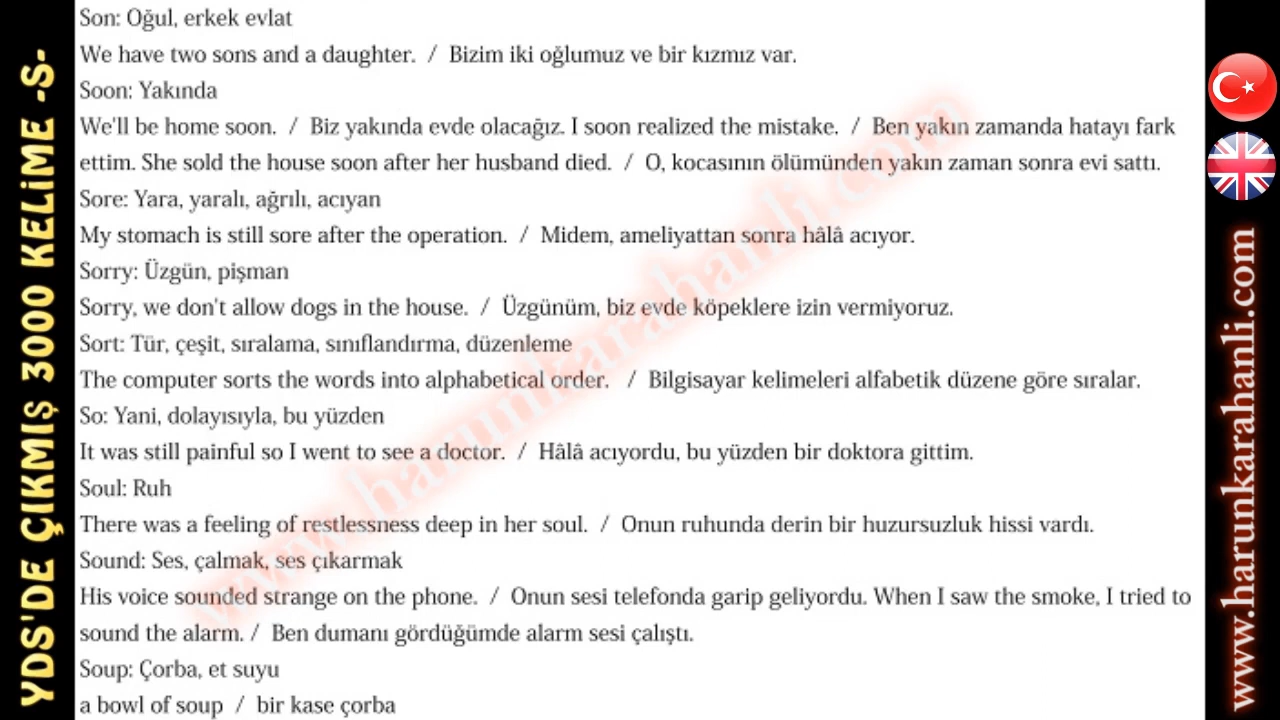 Son: Oğul, erkek evlat
We have two sons and a daughter. / Bizim iki oğlumuz ve bir kızmız var.
Soon: Yakında
We'll be home soon. / Biz yakında evde olacağız. I soon realized the mistake. / Ben yakın zamanda hatayı fark
ettim. She sold the house soon after her husband died. / O, kocasının ölümünden yakın zaman sonra evi sattı.
Sore: Yara, yaralı, ağrılı, acıyan
My stomach is still sore after the operation. / Midem, ameliyattan sonra hâlâ acıyor.
Sorry: Üzgün, pişman
Sorry, we don't allow dogs in the house. / Üzgünüm, biz evde köpeklere izin vermiyoruz.
Sort: Tür, çeşit, sıralama, sınıflandırma, düzenleme
The computer sorts the words into alphabetical order. / Bilgisayar kelimeleri alfabetik düzene göre sıralar.
So: Yani, dolayısıyla, bu yüzden
It was still painful so I went to see a doctor. / Hâlâ acıyordu, bu yüzden bir doktora gittim.
Soul: Ruh
There was a feeling of restlessness deep in her soul. / Onun ruhunda derin bir huzursuzluk hissi vardı.
Sound: Ses, çalmak, ses çıkarmak
His voice sounded strange on the phone. / Onun sesi telefonda garip geliyordu. When I saw the smoke, I tried to
sound the alarm. / Ben dumanı gördüğümde alarm sesi çalıştı.
Soup: Çorba, et suyu
a bowl of soup / bir kase çorba
YDS'DE ÇIKMIŞ 3000 KELİME -S-
www.harunkarahanli.com
www.harunkarahanli.com